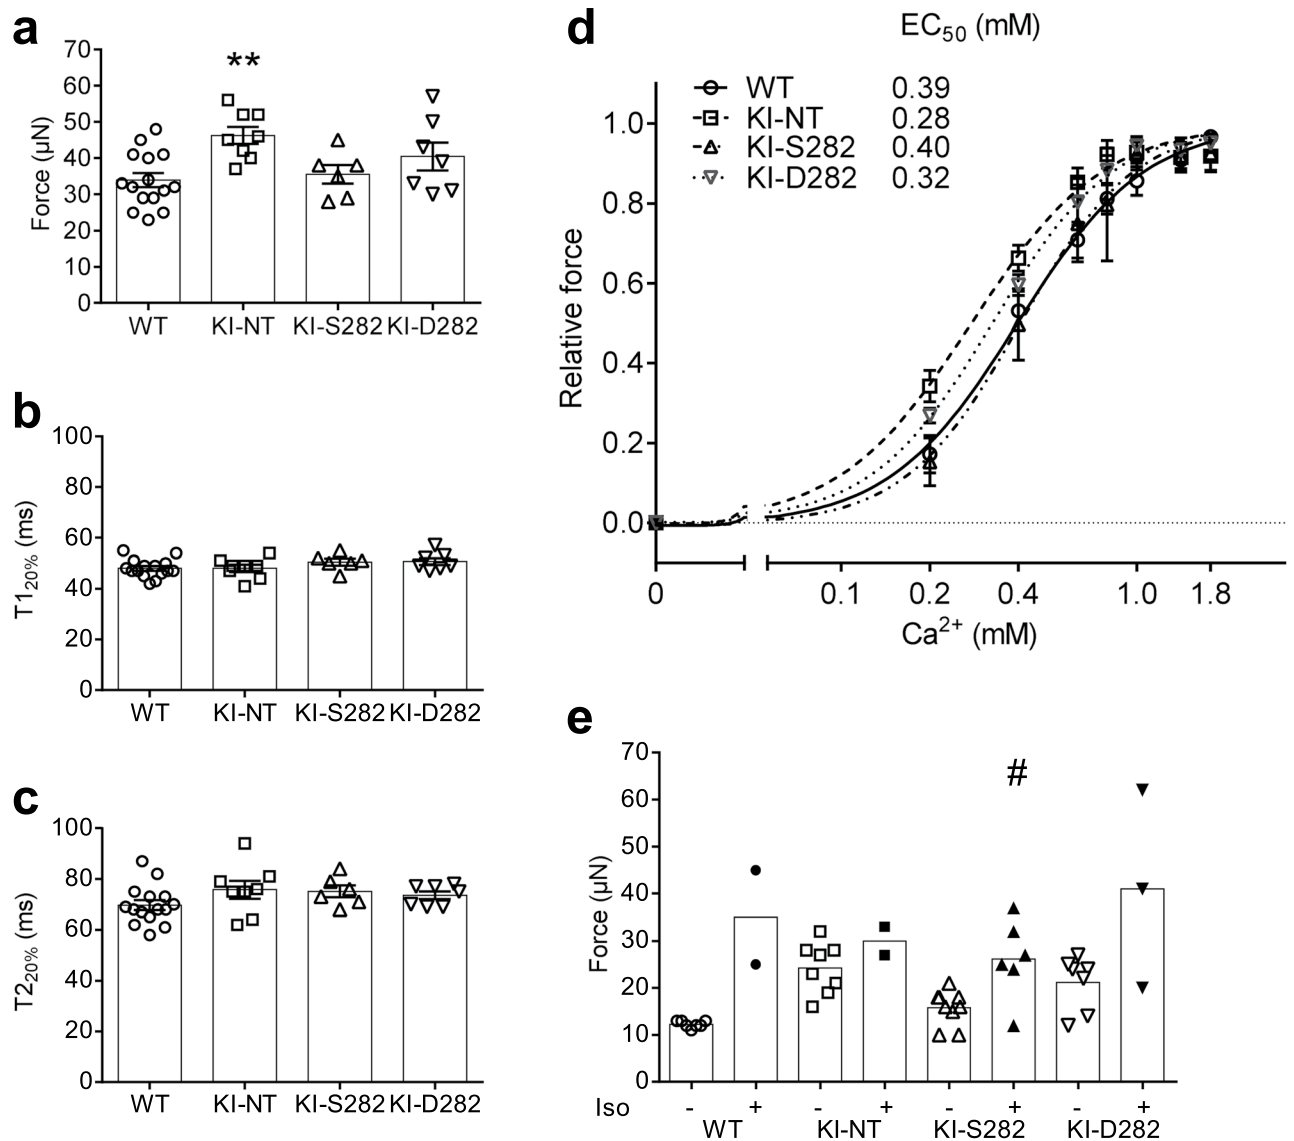 a
70
60
50
40
30
20
10
0
Force (µN)
**
WT KI-NT KI-S282 KI-D282
b
100
80
60
40
20
0
T120% (ms)
WT KI-NT KI-S282 KI-D282
c
100
80
60
40
20
0
T220% (ms)
WT KI-NT KI-S282 KI-D282
d
EC50 (mM)
WT 0.39
KI-NT 0.28
KI-S282 0.40
KI-D282 0.32
1.0
0.8
0.6
0.4
0.2
0.0
Relative force
0 0.1 0.2 0.4 1.0 1.8
Ca2+ (mM)
e
70
60
50
40
30
20
10
0
Force (µN)
#
Iso - + - + - + - +
WT KI-NT KI-S282 KI-D282